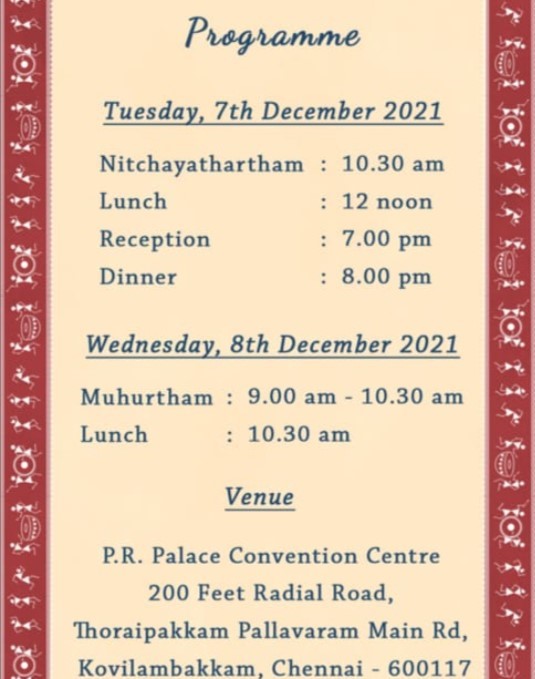 Programme
Tuesday, 7th December 2021
Nitchayathartham : 10.30 am
Lunch : 12 noon
Reception : 7.00 pm
Dinner : 8.00 pm
Wednesday, 8th December 2021
Muhurtham : 9.00 am - 10.30 am
Lunch : 10.30 am
Venue
P.R. Palace Convention Centre
200 Feet Radial Road,
Thoraipakkam Pallavaram Main Rd,
Kovilambakkam, Chennai - 600117